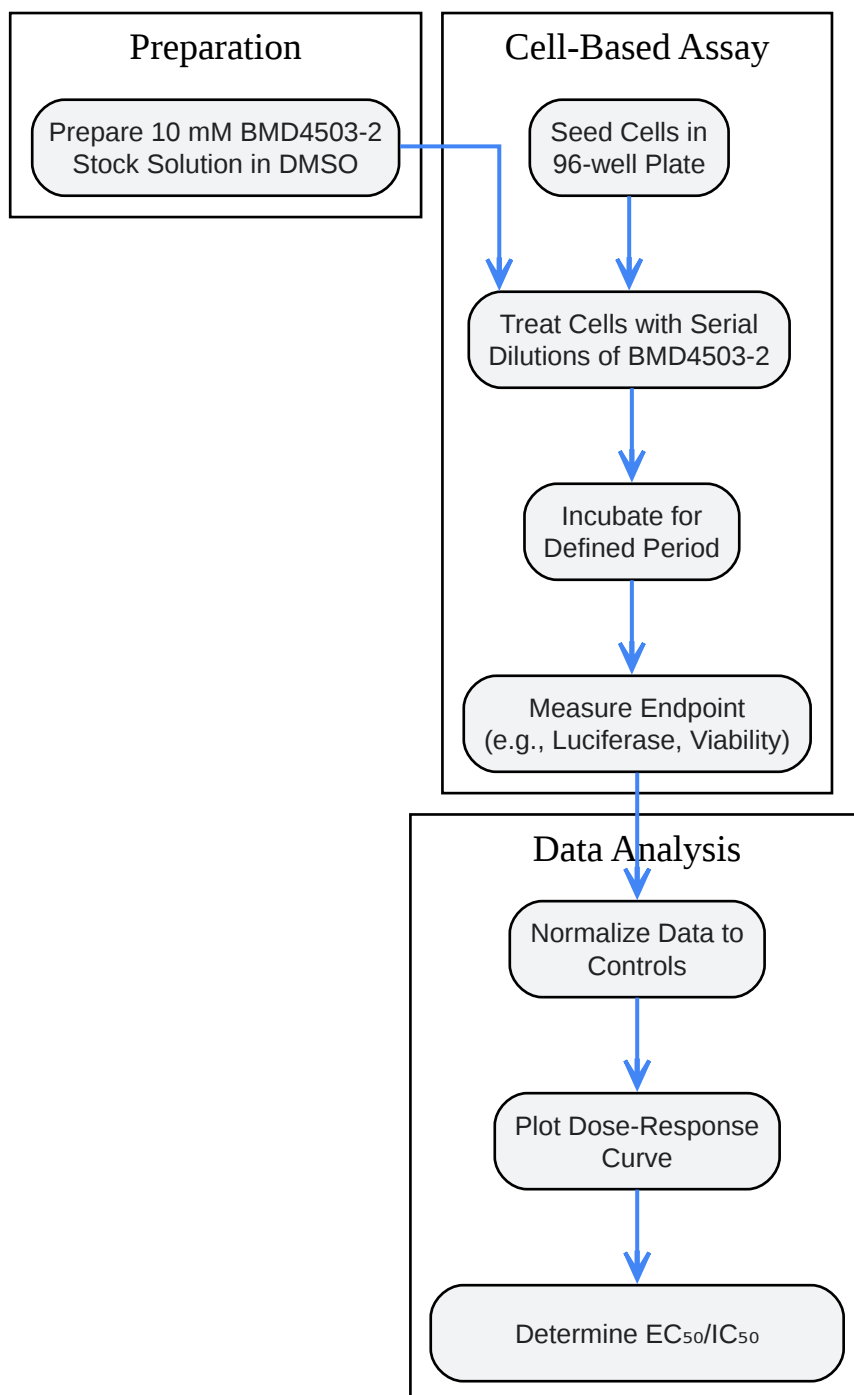 Preparation
Prepare 10 mM BMD4503-2
Stock Solution in DMSO
Cell-Based Assay
Seed Cells in
96-well Plate
Treat Cells with Serial
Dilutions of BMD4503-2
Incubate for
Defined Period
Measure Endpoint
(e.g., Luciferase, Viability)
Data Analysis
Normalize Data to
Controls
Plot Dose-Response
Curve
Determine EC₅₀/IC₅₀